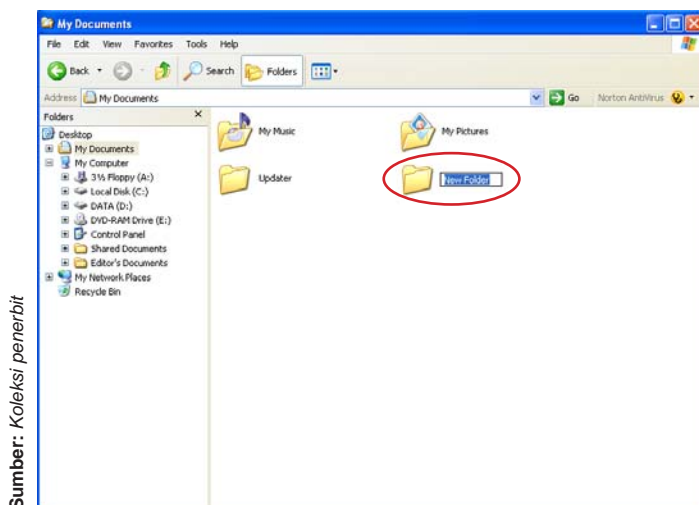 My Documents
File Edit View Favorites Tools Help
Back Search Folders
Address My Documents Go Norton AntiVirus
Folders
Desktop
My Documents
My Computer
3½ Floppy (A:)
Local Disk (C:)
DATA (D:)
DVD-RAM Drive (E:)
Control Panel
Shared Documents
Editor's Documents
My Network Places
Recycle Bin
My Music
My Pictures
Updater
New Folder
Sumber: Koleksi penerbit